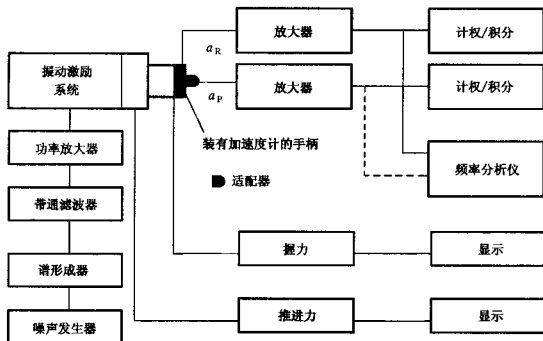 放大器
计权/积分
a_R
振动激励
系统
放大器
计权/积分
a_P
装有加速度计的手柄
功率放大器
适配器
频率分析仪
带通滤波器
谱形成器
握力
显示
噪声发生器
推进力
显示